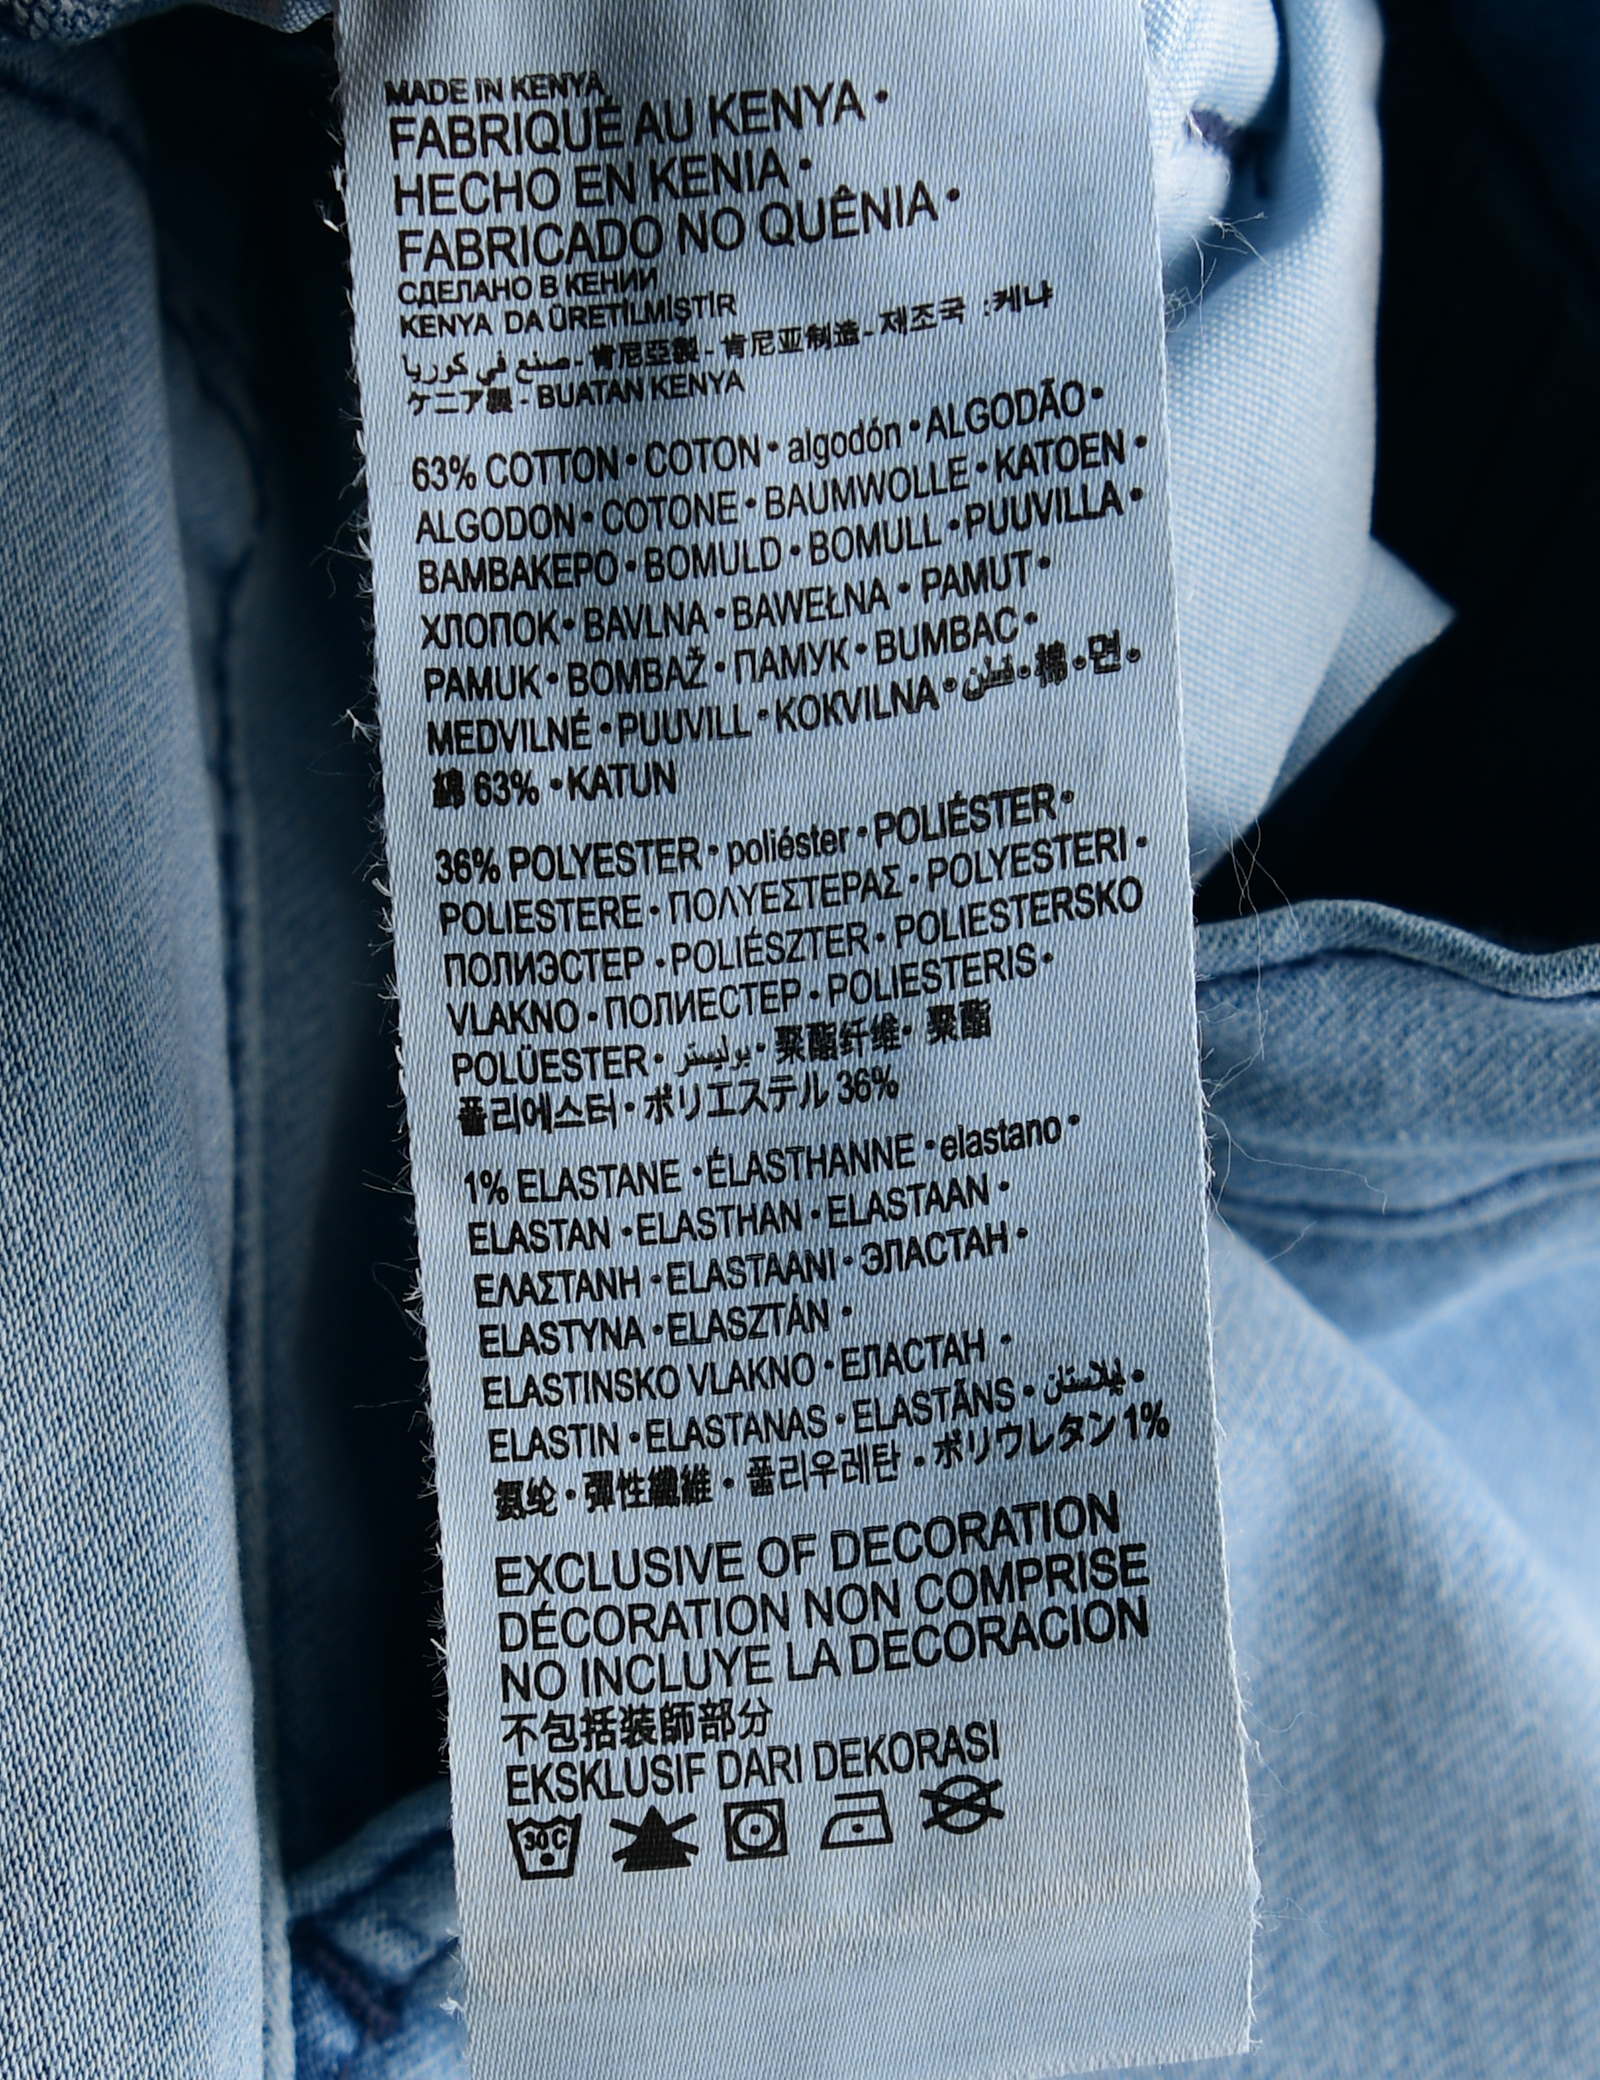 MADE IN KENYA
FABRIQUÉ AU KENYA •
HECHO EN KENIA •
FABRICADO NO QUÊNIA •
СДЕЛАНО В КЕНИИ
KENYA DA ÜRETİLMİŞTİR
صنع في كوريا - 肯尼亞製 - 肯尼亚制造 - 제조국 :케냐
ケニア製 - BUATAN KENYA
63% COTTON • COTON • algodón • ALGODÃO •
ALGODON • COTONE • BAUMWOLLE • KATOEN •
BAMBAKEPO • BOMULD • BOMULL • PUUVILLA •
ХЛОПОК • BAVLNA • BAWEŁNA • PAMUT •
PAMUK • BOMBAŽ • ПАМУК • BUMBAC •
MEDVILNÉ • PUUVILL • KOKVILNA • قطن • 棉 • 면 •
綿 63% • KATUN
36% POLYESTER • poliéster • POLIÉSTER •
POLIESTERE • ΠΟΛΥΕΣΤΕΡΑΣ • POLYESTERI •
ПОЛИЭСТЕР • POLIÉSZTER • POLIESTERSKO
VLAKNO • ПОЛИЕСТЕР • POLIESTERIS •
POLÜESTER • بوليستر • 聚酯纤维 • 聚酯
폴리에스터 • ポリエステル 36%
1% ELASTANE • ÉLASTHANNE • elastano •
ELASTAN • ELASTHAN • ELASTAAN •
ΕΛΑΣΤΑΝΗ • ELASTAANI • ЭЛАСТАН •
ELASTYNA • ELASZTÁN •
ELASTINSKO VLAKNO • ЕЛАСТАН •
ELASTIN • ELASTANAS • ELASTĀNS • إيلاستان •
氨纶 • 彈性纖維 • 폴리우레탄 • ポリウレタン 1%
EXCLUSIVE OF DECORATION
DÉCORATION NON COMPRISE
NO INCLUYE LA DECORACION
不包括装師部分
EKSKLUSIF DARI DEKORASI
30C